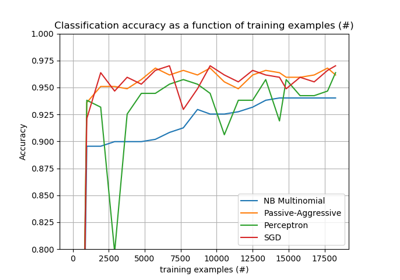 Classification accuracy as a function of training examples (#)
1.000
0.975
0.950
0.925
0.900
0.875
0.850
0.825
0.800
Accuracy
NB Multinomial
Passive-Aggressive
Perceptron
SGD
0 2500 5000 7500 10000 12500 15000 17500
training examples (#)